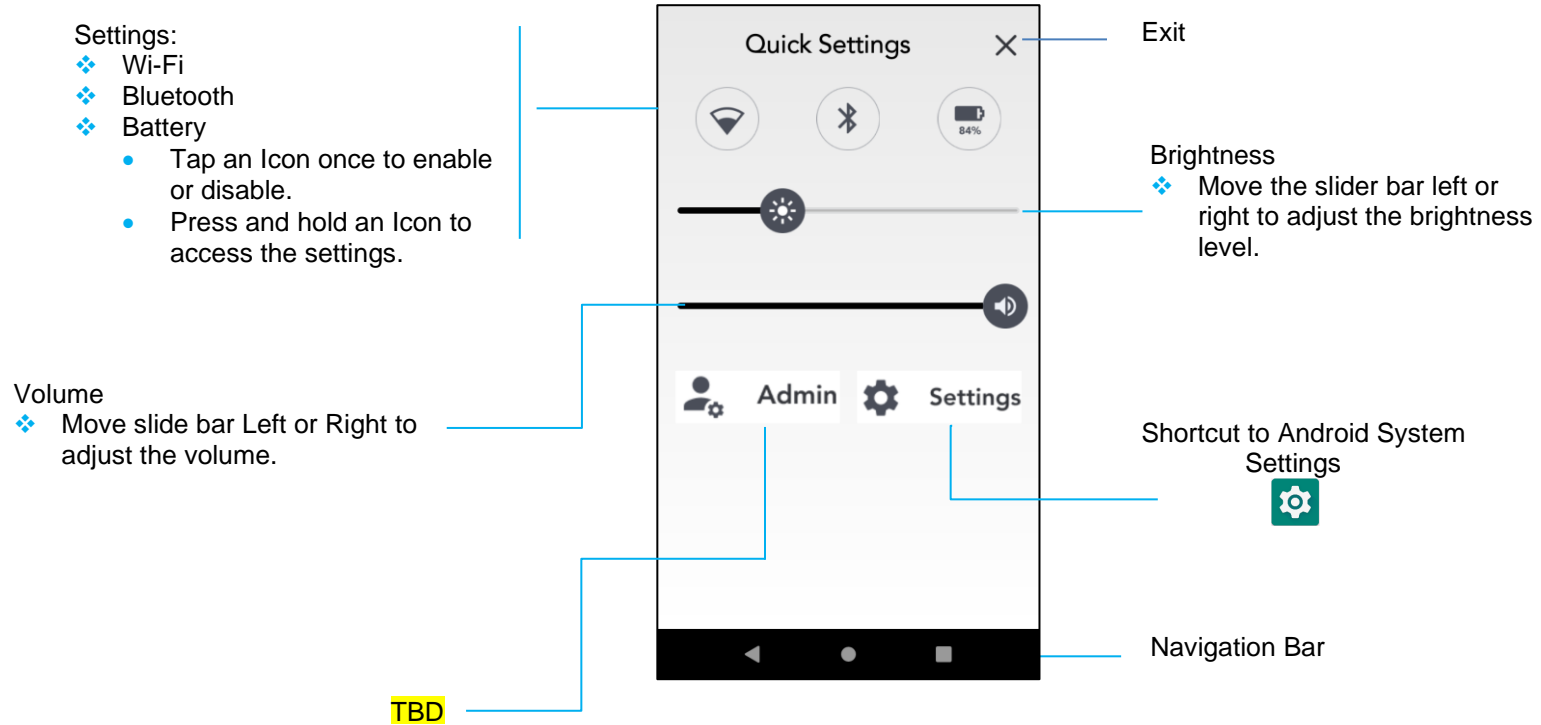 Settings:
Wi-Fi
Bluetooth
Battery
Tap an Icon once to enable
or disable.
Press and hold an Icon to
access the settings.
Volume
Move slide bar Left or Right to
adjust the volume.
TBD
Quick Settings
84%
Admin
Settings
Exit
Brightness
Move the slider bar left or
right to adjust the brightness
level.
Shortcut to Android System
Settings
Navigation Bar